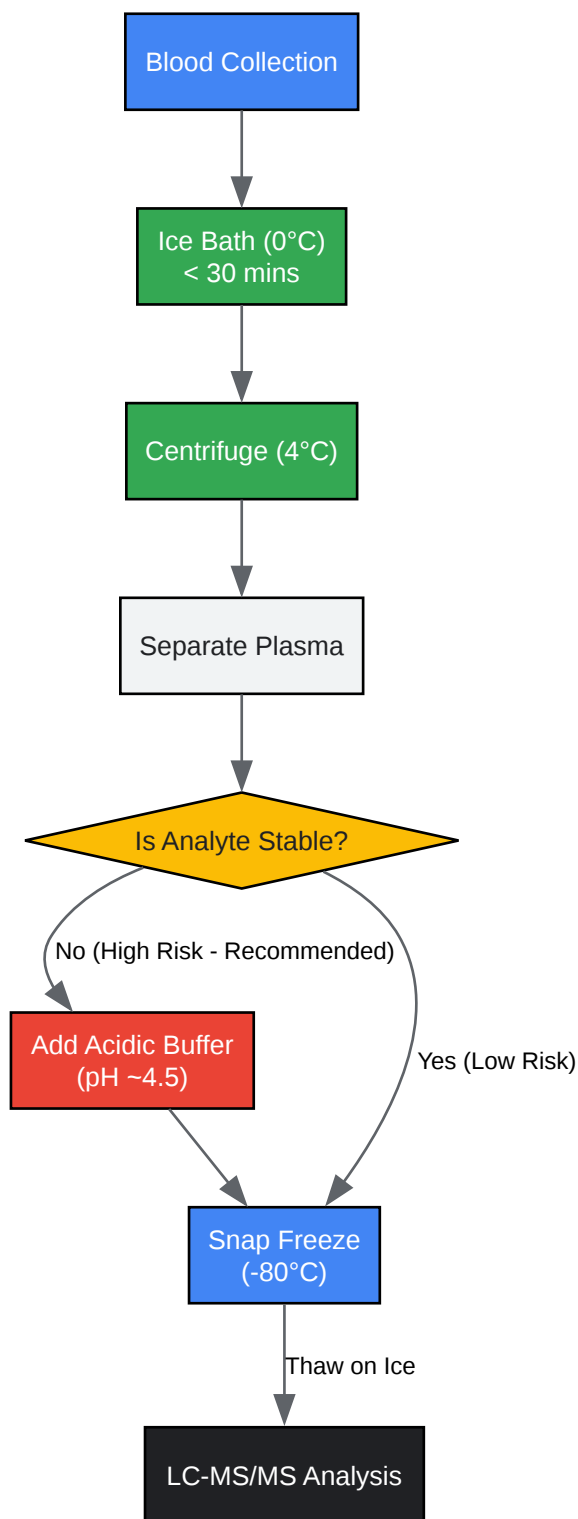 Blood Collection
Ice Bath (0°C)
< 30 mins
Centrifuge (4°C)
Separate Plasma
Is Analyte Stable?
No (High Risk - Recommended)
Add Acidic Buffer
(pH ~4.5)
Yes (Low Risk)
Snap Freeze
(-80°C)
Thaw on Ice
LC-MS/MS Analysis